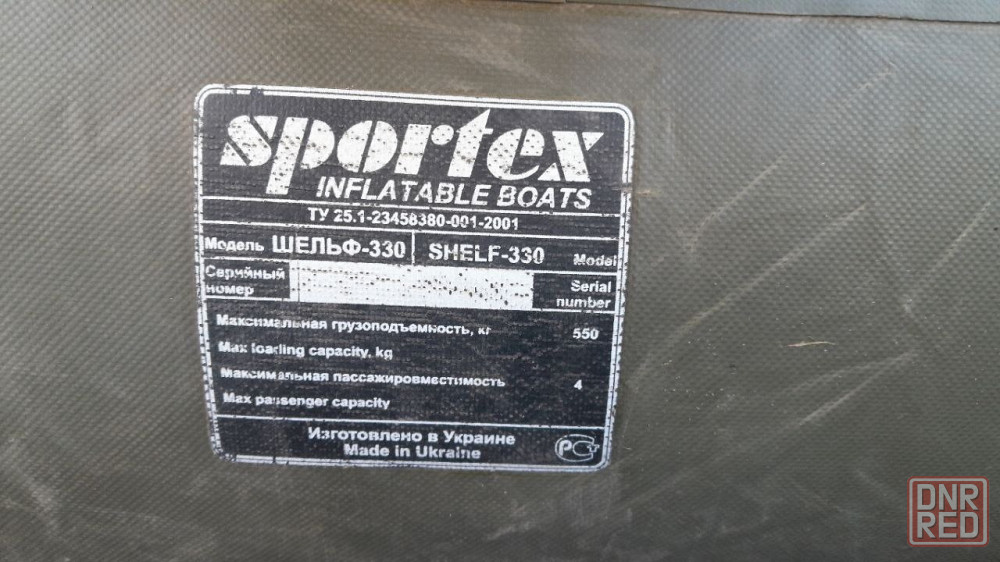 sportex
INFLATABLE BOATS
ТУ 25.1-23458380-001-2001
Модель ШЕЛЬФ-330 SHELF-330 Model
Серийный номер Serial number
Максимальная грузоподъемность, кг 550
Max loading capacity, kg
Максимальная пассажировместимость 4
Max passenger capacity
Изготовлено в Украине
Made in Ukraine
РСТ
DNR
RED